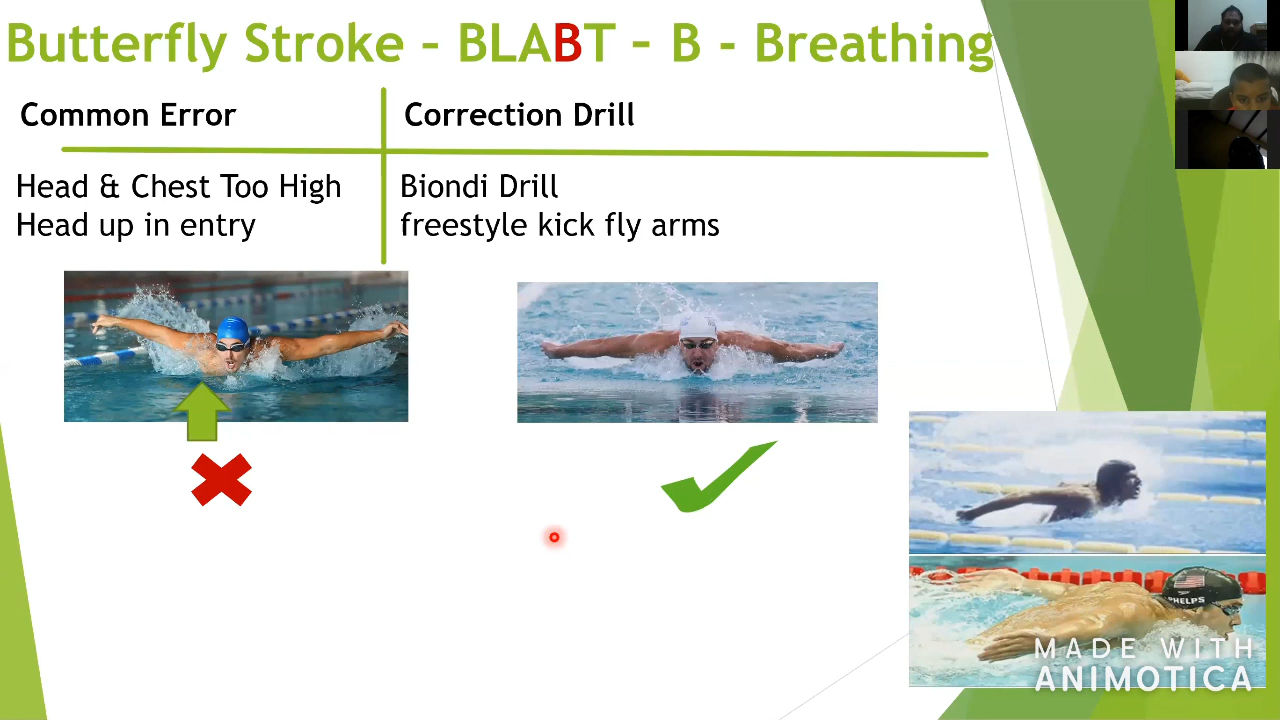 Butterfly Stroke - BLABT - B - Breathing
Common Error
Correction Drill
Head & Chest Too High
Head up in entry
Biondi Drill
freestyle kick fly arms
PHELPS
MADE WITH
ANIMOTICA